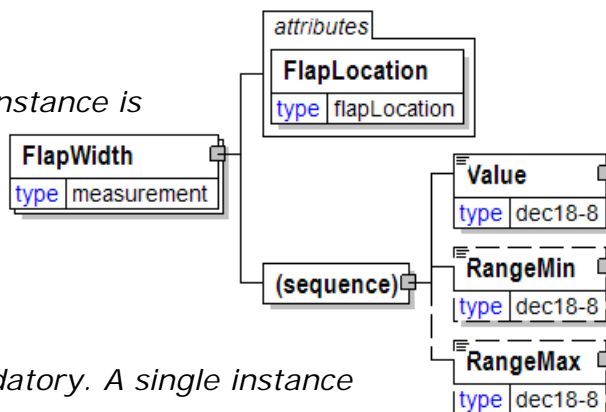 attributes
FlapLocation
type flapLocation
nstance is
FlapWidth
type measurement
Value
type dec18-8
(sequence)
RangeMin
type dec18-8
RangeMax
type dec18-8
datory. A single instance